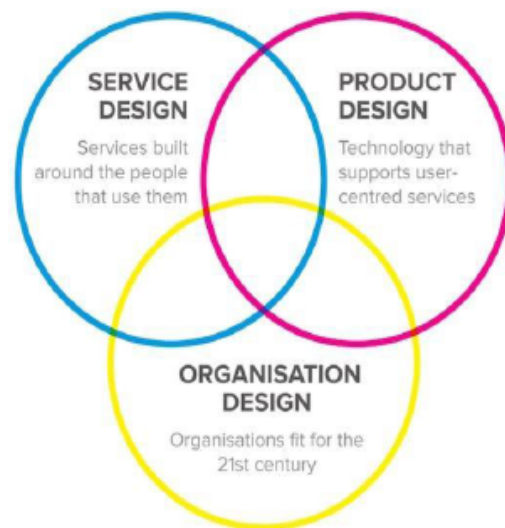 SERVICE
DESIGN
Services built
around the people
that use them
PRODUCT
DESIGN
Technology that
supports user-
centred services
ORGANISATION
DESIGN
Organisations fit for the
21st century